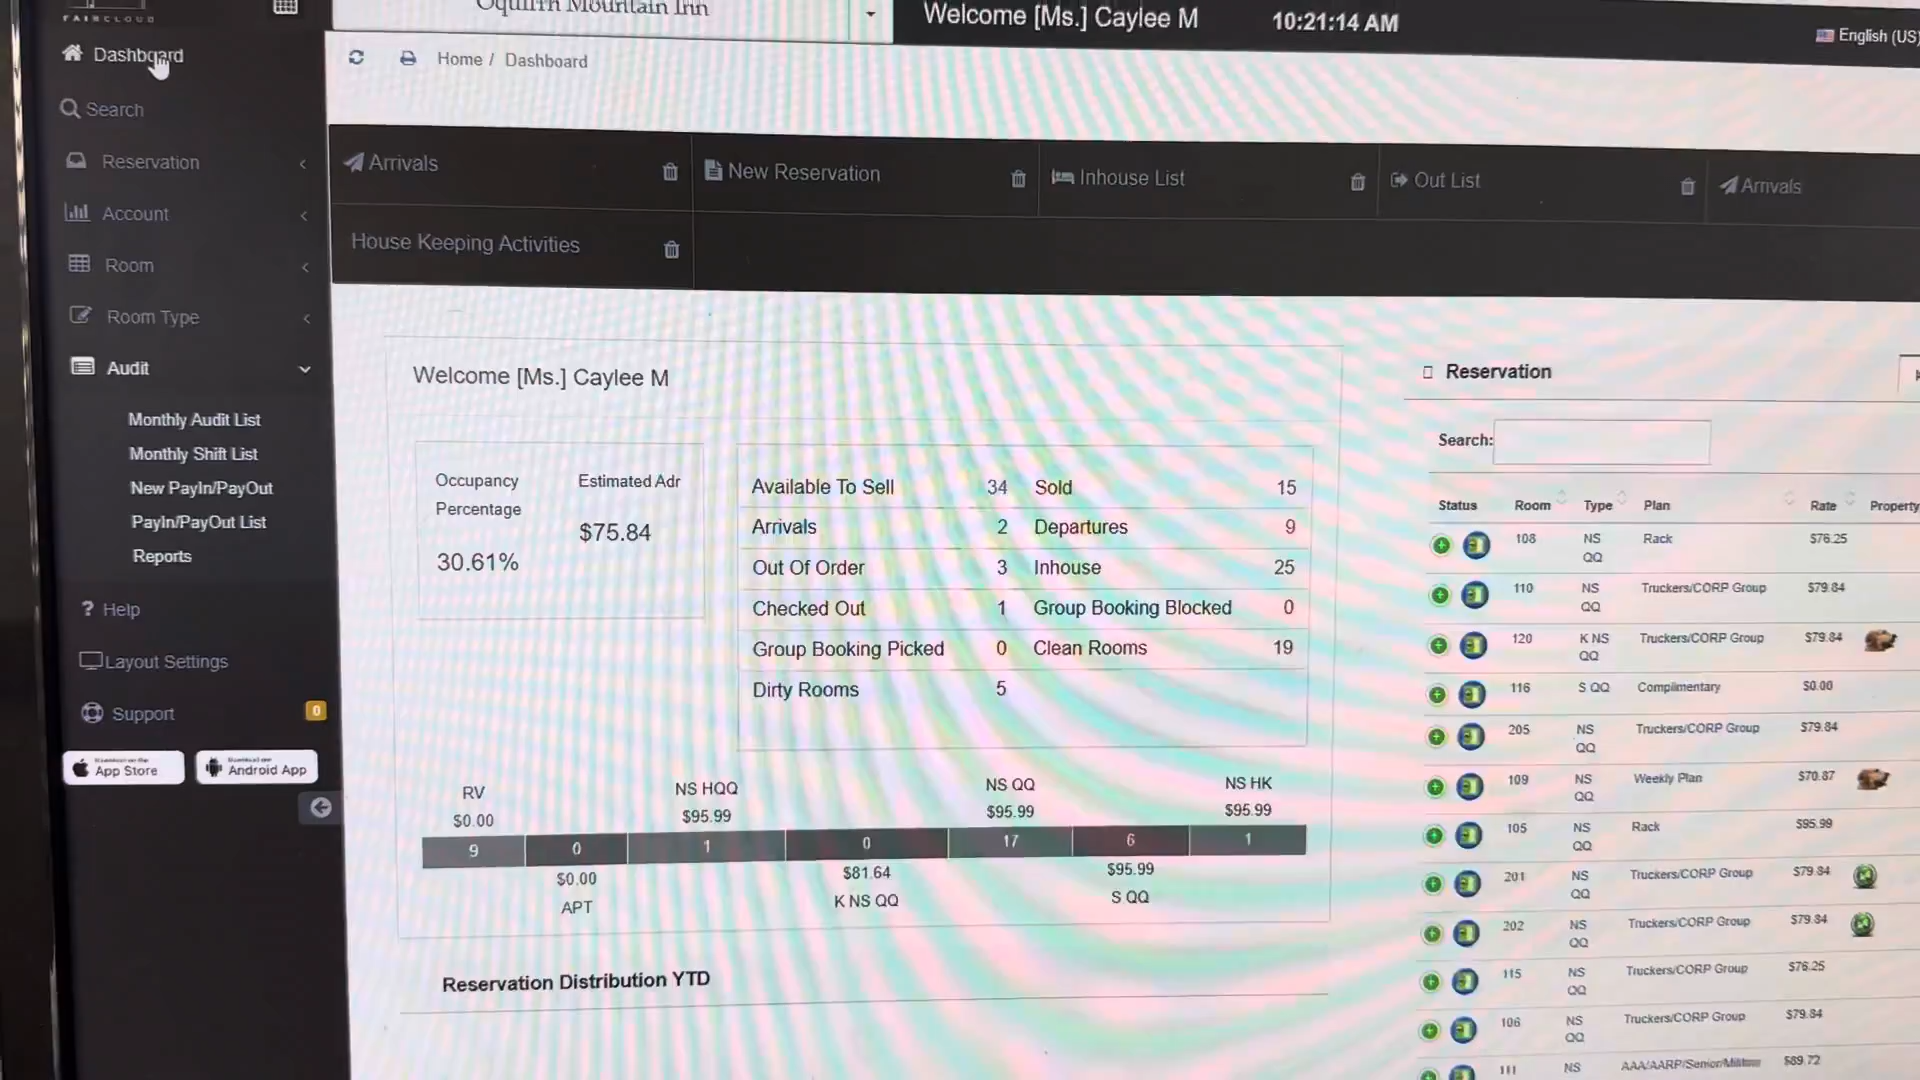 FAIRCLOUD
Oquirrh Mountain Inn
Welcome [Ms.] Caylee M
10:21:14 AM
English (US)
Dashboard
Search
Reservation
Account
Room
Room Type
Audit
Monthly Audit List
Monthly Shift List
New PayIn/PayOut
PayIn/PayOut List
Reports
Help
Layout Settings
Support 0
App Store
Android App
Home / Dashboard
Arrivals
New Reservation
Inhouse List
Out List
Arrivals
House Keeping Activities
Welcome [Ms.] Caylee M
Occupancy Percentage
30.61%
Estimated Adr
$75.84
Available To Sell 34 Sold 15
Arrivals 2 Departures 9
Out Of Order 3 Inhouse 25
Checked Out 1 Group Booking Blocked 0
Group Booking Picked 0 Clean Rooms 19
Dirty Rooms 5
RV NS HQQ NS QQ NS HK
$0.00 $95.99 $95.99 $95.99
9 0 1 0 17 6 1
$0.00 $81.64 $95.99
APT K NS QQ S QQ
Reservation Distribution YTD
Reservation
Search:
Status Room Type Plan Rate Property
108 NS QQ Rack $76.25
110 NS QQ Truckers/CORP Group $79.84
120 K NS QQ Truckers/CORP Group $79.84
116 S QQ Complimentary $0.00
205 NS QQ Truckers/CORP Group $79.84
109 NS QQ Weekly Plan $70.87
105 NS QQ Rack $95.99
201 NS QQ Truckers/CORP Group $79.84
202 NS QQ Truckers/CORP Group $79.84
115 NS QQ Truckers/CORP Group $76.25
106 NS QQ Truckers/CORP Group $79.84
111 NS AAA/AARP/Senior/Militar $89.72